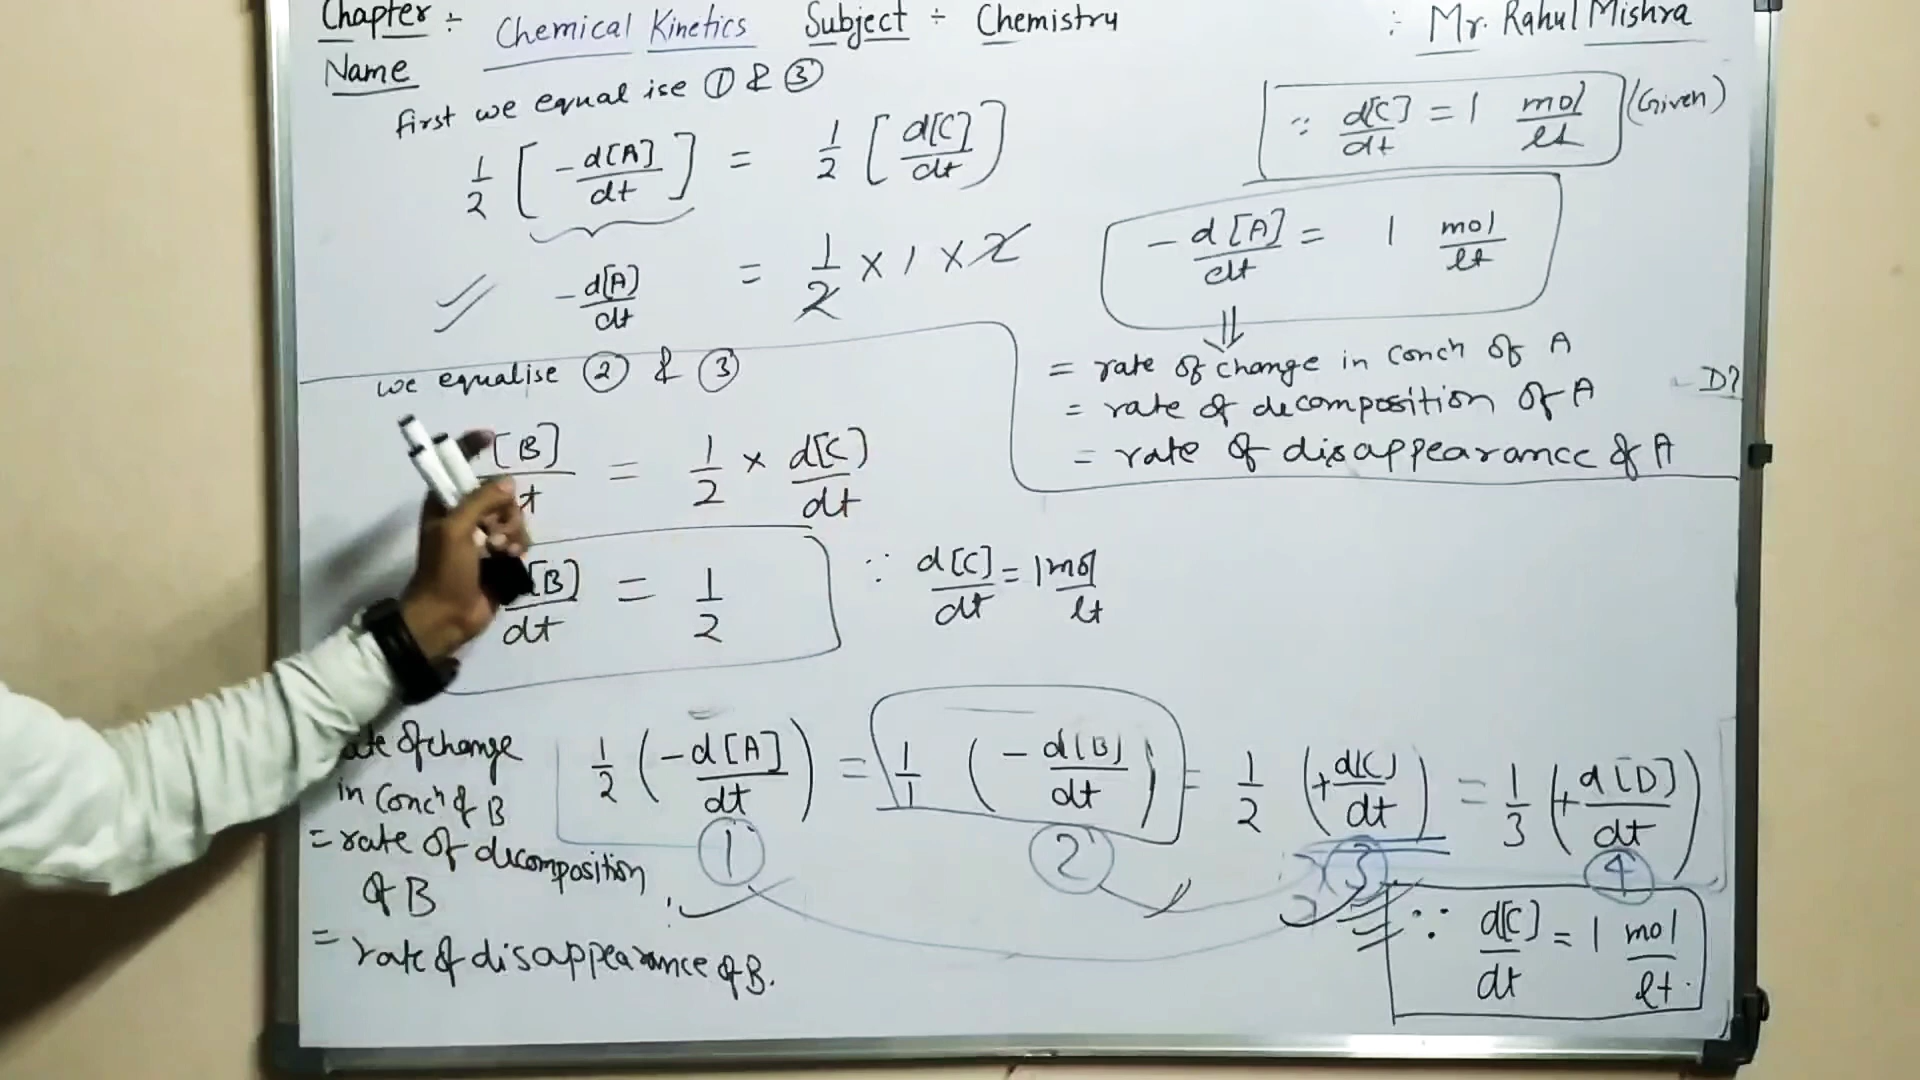 Chapter ÷ Chemical Kinetics Subject ÷ Chemistry : Mr. Rahul Mishra
Name
first we equalise ① & ③
1/2 [-d[A]/dt] = 1/2 [d[C]/dt]
-d[A]/dt = 1/2 × 1 × 2
∵ d[C]/dt = 1 mol/lt (Given)
-d[A]/dt = 1 mol/lt
⇓
= rate of change in concn of A
= rate of decomposition of A
= rate of disappearance of A
D?
we equalise ② & ③
[B]/t = 1/2 × d[C]/dt
[B]/dt = 1/2 ∵ d[C]/dt = 1 mol/lt
ate of change
in concn of B
= rate of decomposition
of B
= rate of disappearance of B.
1/2 (-d[A]/dt) = 1/1 (-d[B]/dt) = 1/2 (+d[C]/dt) = 1/3 (+d[D]/dt)
① ② ③ ④
∵ d[C]/dt = 1 mol/lt.